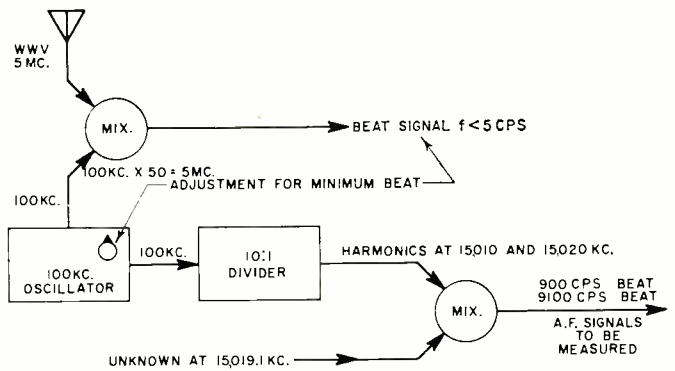 WWV
5 MC.
MIX.
BEAT SIGNAL f < 5 CPS
100KC. X 50 = 5MC.
ADJUSTMENT FOR MINIMUM BEAT
100KC.
100KC.
OSCILLATOR
100KC.
10:1
DIVIDER
HARMONICS AT 15,010 AND 15,020 KC.
MIX.
900 CPS BEAT
9100 CPS BEAT
A.F. SIGNALS
TO BE
MEASURED
UNKNOWN AT 15,019.1 KC.